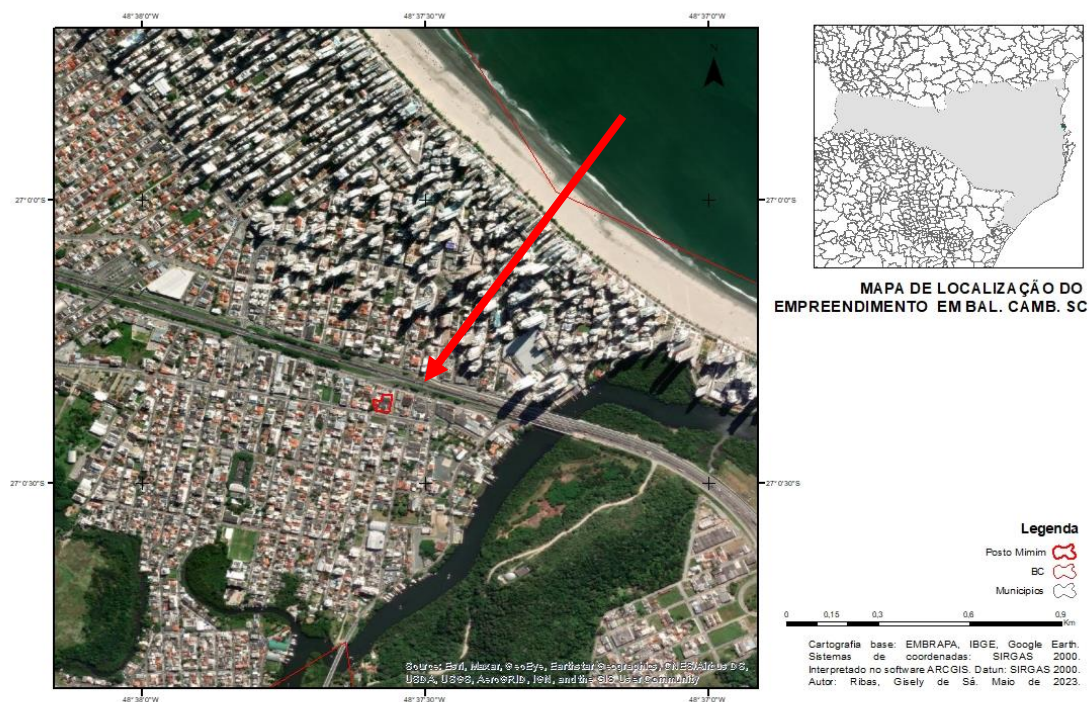 48° 38'0"W 48° 37'30"W 48° 37'0"W
N
27° 0'0"S 27° 0'0"S
MAPA DE LOCALIZAÇÃO DO
EMPREENDIMENTO EM BAL. CAMB. SC
27° 0'30"S 27° 0'30"S
Legenda
Posto Mimim
BC
Municipios
0 0,15 0,3 0,6 0,9
Km
Cartografia base: EMBRAPA, IBGE, Google Earth.
Sistemas de coordenadas: SIRGAS 2000.
Interpretado no software ARCGIS. Datun: SIRGAS 2000.
Autor: Ribas, Gisely de Sá. Maio de 2023.
Source: Esri, Maxar, GeoEye, Earthstar Geographics, CNES/Airbus DS,
USDA, USGS, AeroGRID, IGN, and the GIS User Community
48° 38'0"W 48° 37'30"W 48° 37'0"W